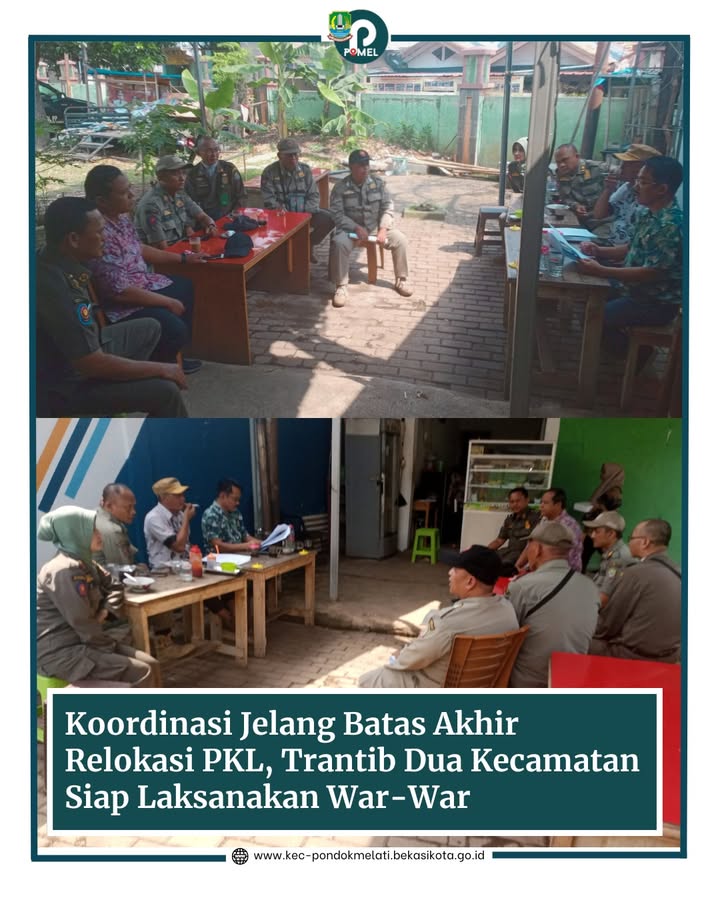 POMEL
Koordinasi Jelang Batas Akhir
Relokasi PKL, Trantib Dua Kecamatan
Siap Laksanakan War-War
www.kec-pondokmelati.bekasikota.go.id